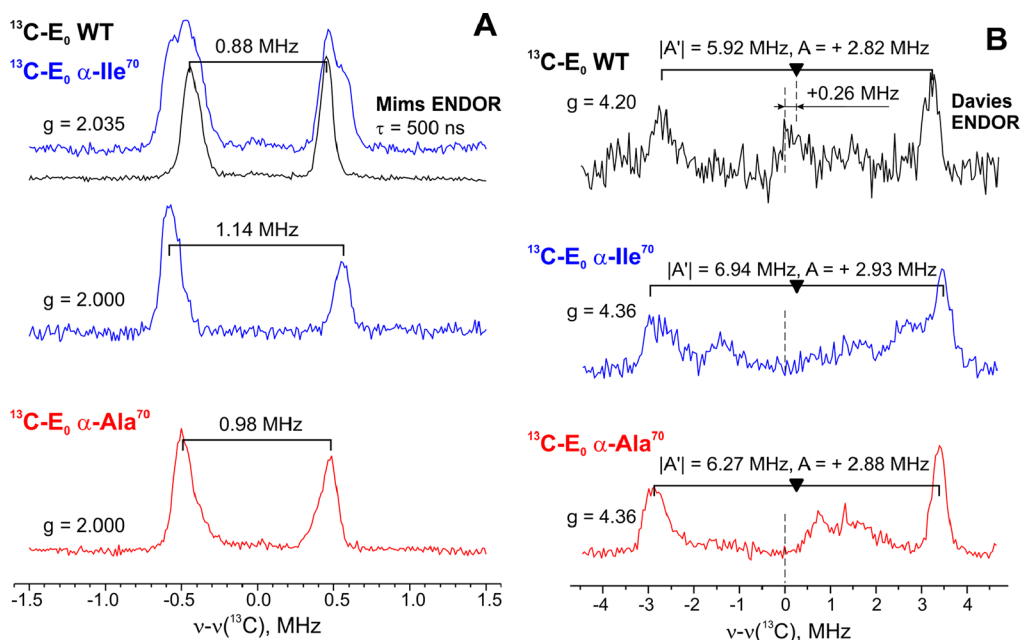 A
¹³C-E₀ WT
¹³C-E₀ α-Ile⁷⁰
0.88 MHz
Mims ENDOR
τ = 500 ns
g = 2.035
1.14 MHz
g = 2.000
¹³C-E₀ α-Ala⁷⁰
0.98 MHz
g = 2.000
-1.5 -1.0 -0.5 0.0 0.5 1.0 1.5
ν-ν(¹³C), MHz
B
|A'| = 5.92 MHz, A = + 2.82 MHz
¹³C-E₀ WT
+0.26 MHz
Davies
ENDOR
g = 4.20
¹³C-E₀ α-Ile⁷⁰
|A'| = 6.94 MHz, A = + 2.93 MHz
g = 4.36
¹³C-E₀ α-Ala⁷⁰
|A'| = 6.27 MHz, A = + 2.88 MHz
g = 4.36
-4 -3 -2 -1 0 1 2 3 4
ν-ν(¹³C), MHz